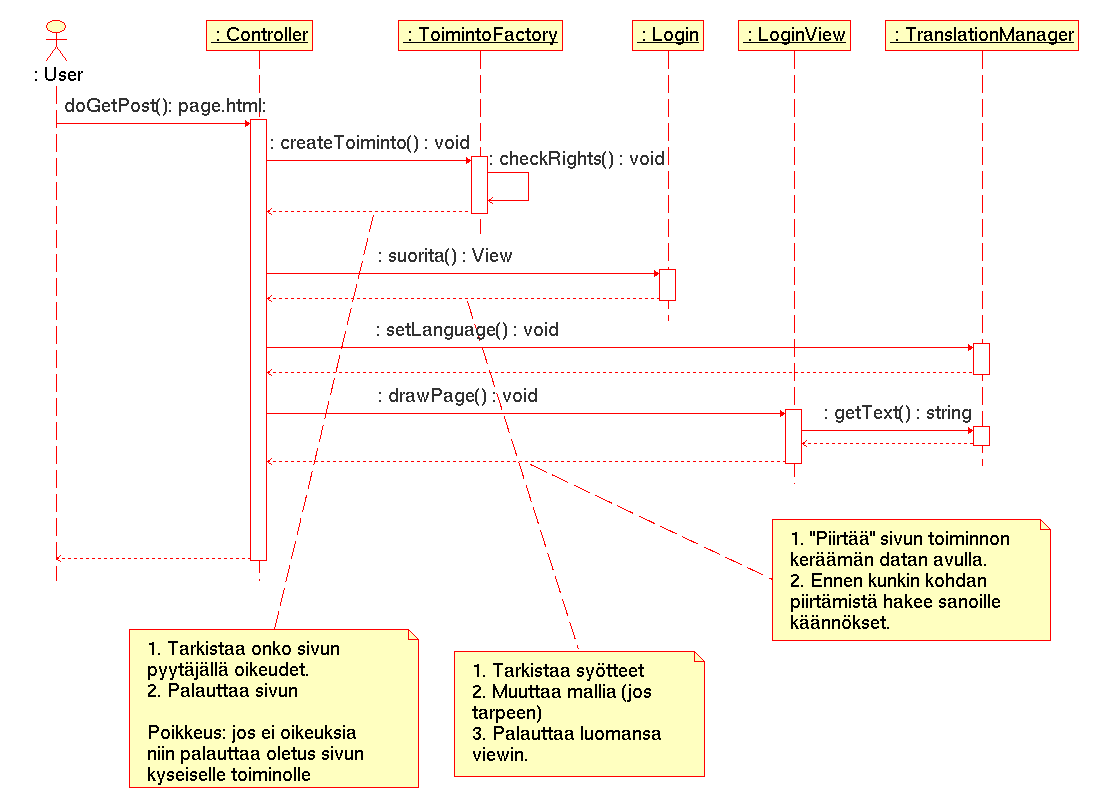 : Controller
: ToimintoFactory
: Login
: LoginView
: TranslationManager
: User
doGetPost(): page.html:
: createToiminto() : void
: checkRights() : void
: suorita() : View
: setLanguage() : void
: drawPage() : void
: getText() : string
1. "Piirtää" sivun toiminnon
keräämän datan avulla.
2. Ennen kunkin kohdan
piirtämistä hakee sanoille
käännökset.
1. Tarkistaa onko sivun
pyytäjällä oikeudet.
2. Palauttaa sivun
Poikkeus: jos ei oikeuksia
niin palauttaa oletus sivun
kyseiselle toiminolle
1. Tarkistaa syötteet
2. Muuttaa mallia (jos
tarpeen)
3. Palauttaa luomansa
viewin.